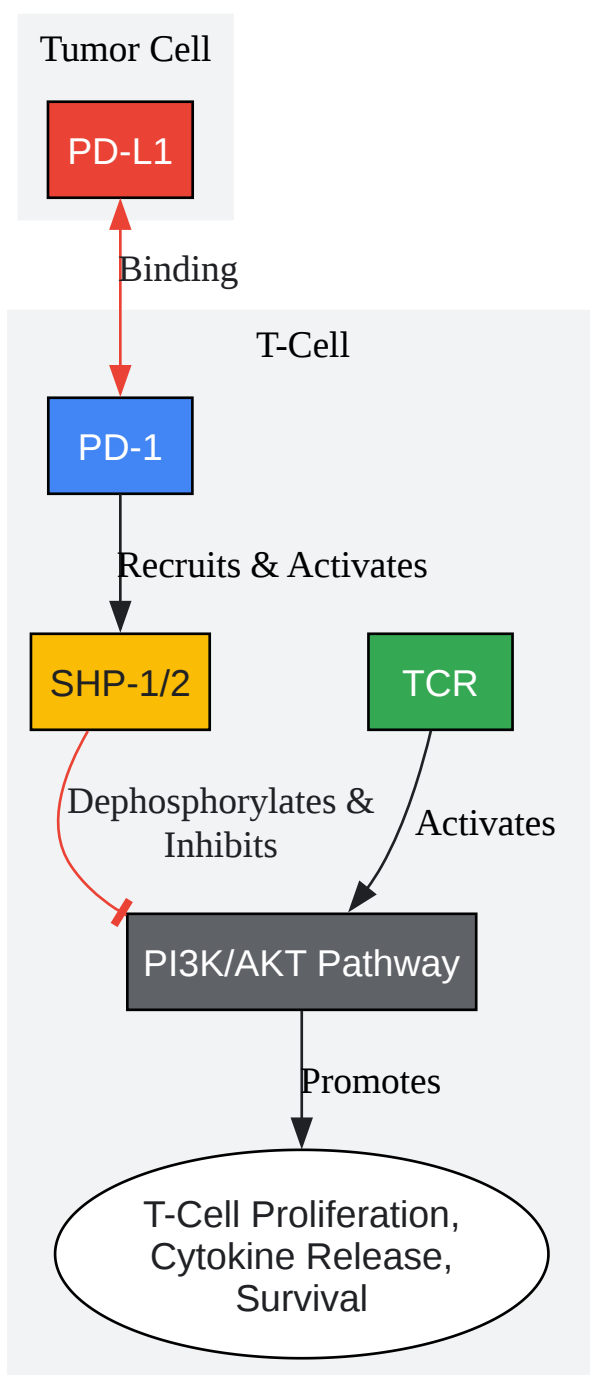 Tumor Cell
PD-L1
Binding
T-Cell
PD-1
Recruits & Activates
SHP-1/2
TCR
Dephosphorylates &
Inhibits
Activates
PI3K/AKT Pathway
Promotes
T-Cell Proliferation,
Cytokine Release,
Survival